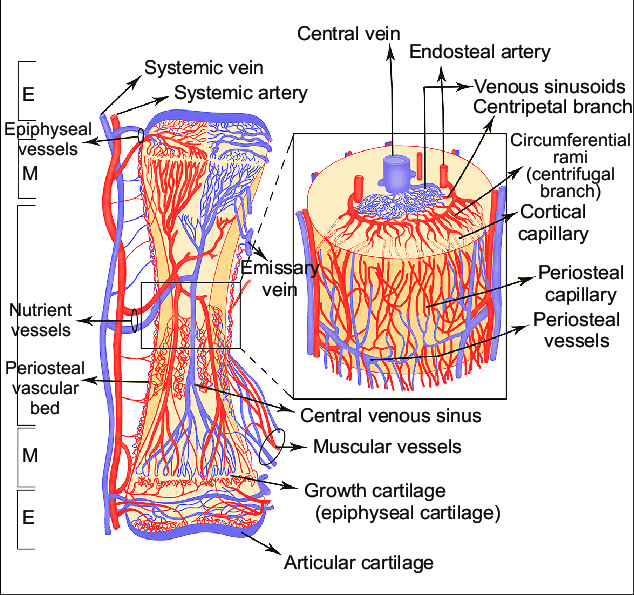 Central vein
Endosteal artery
Systemic vein
Systemic artery
Venous sinusoids
Centripetal branch
E
Epiphyseal
vessels
Circumferential
rami
(centrifugal
branch)
M
Cortical
capillary
Emissary
vein
Periosteal
capillary
Nutrient
vessels
Periosteal
vessels
Periosteal
vascular
bed
Central venous sinus
Muscular vessels
M
Growth cartilage
(epiphyseal cartilage)
E
Articular cartilage